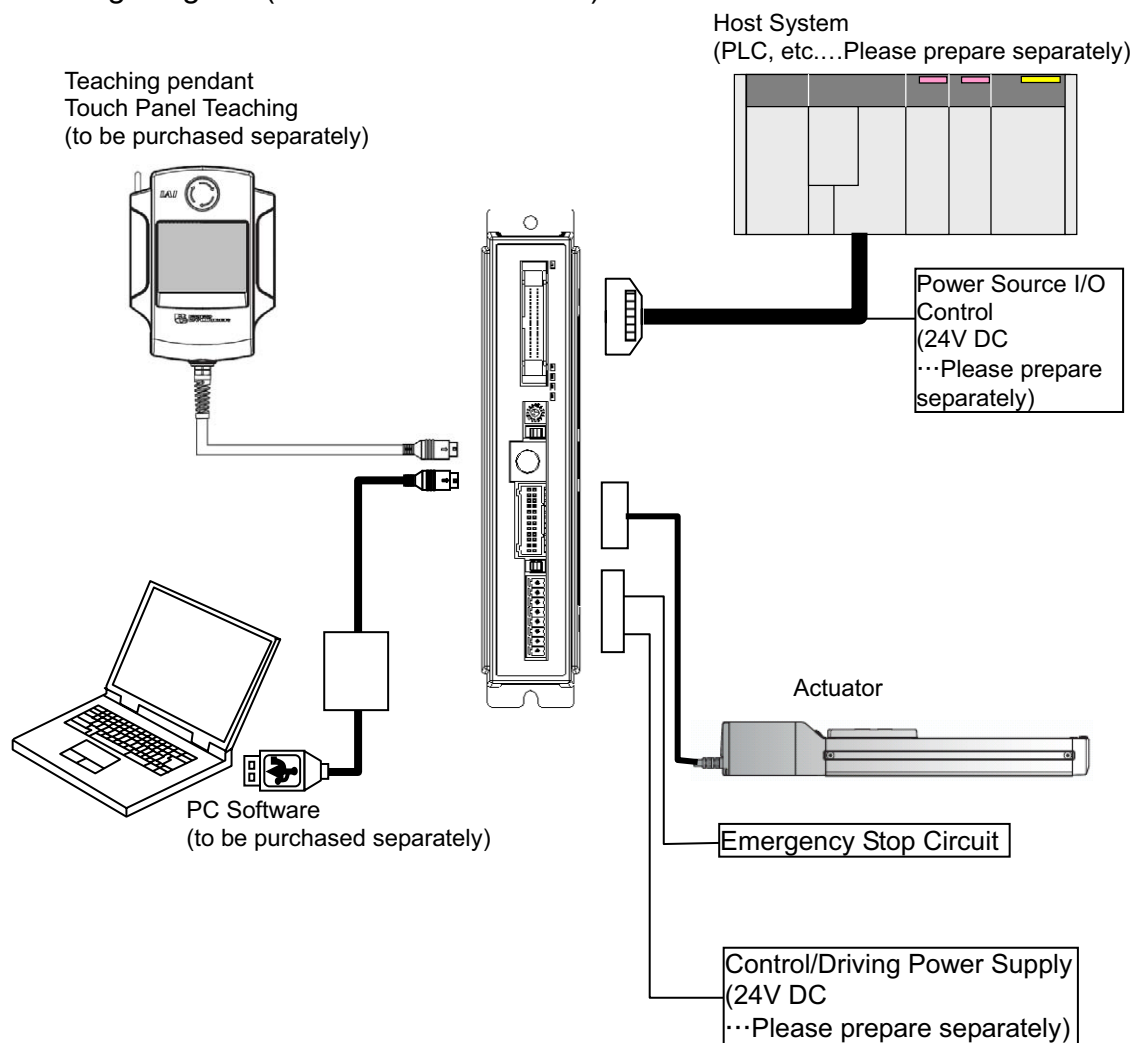 Host System
(PLC, etc.…Please prepare separately)
Teaching pendant
Touch Panel Teaching
(to be purchased separately)
IAI
Power Source I/O
Control
(24V DC
…Please prepare
separately)
Actuator
PC Software
(to be purchased separately)
Emergency Stop Circuit
Control/Driving Power Supply
(24V DC
…Please prepare separately)